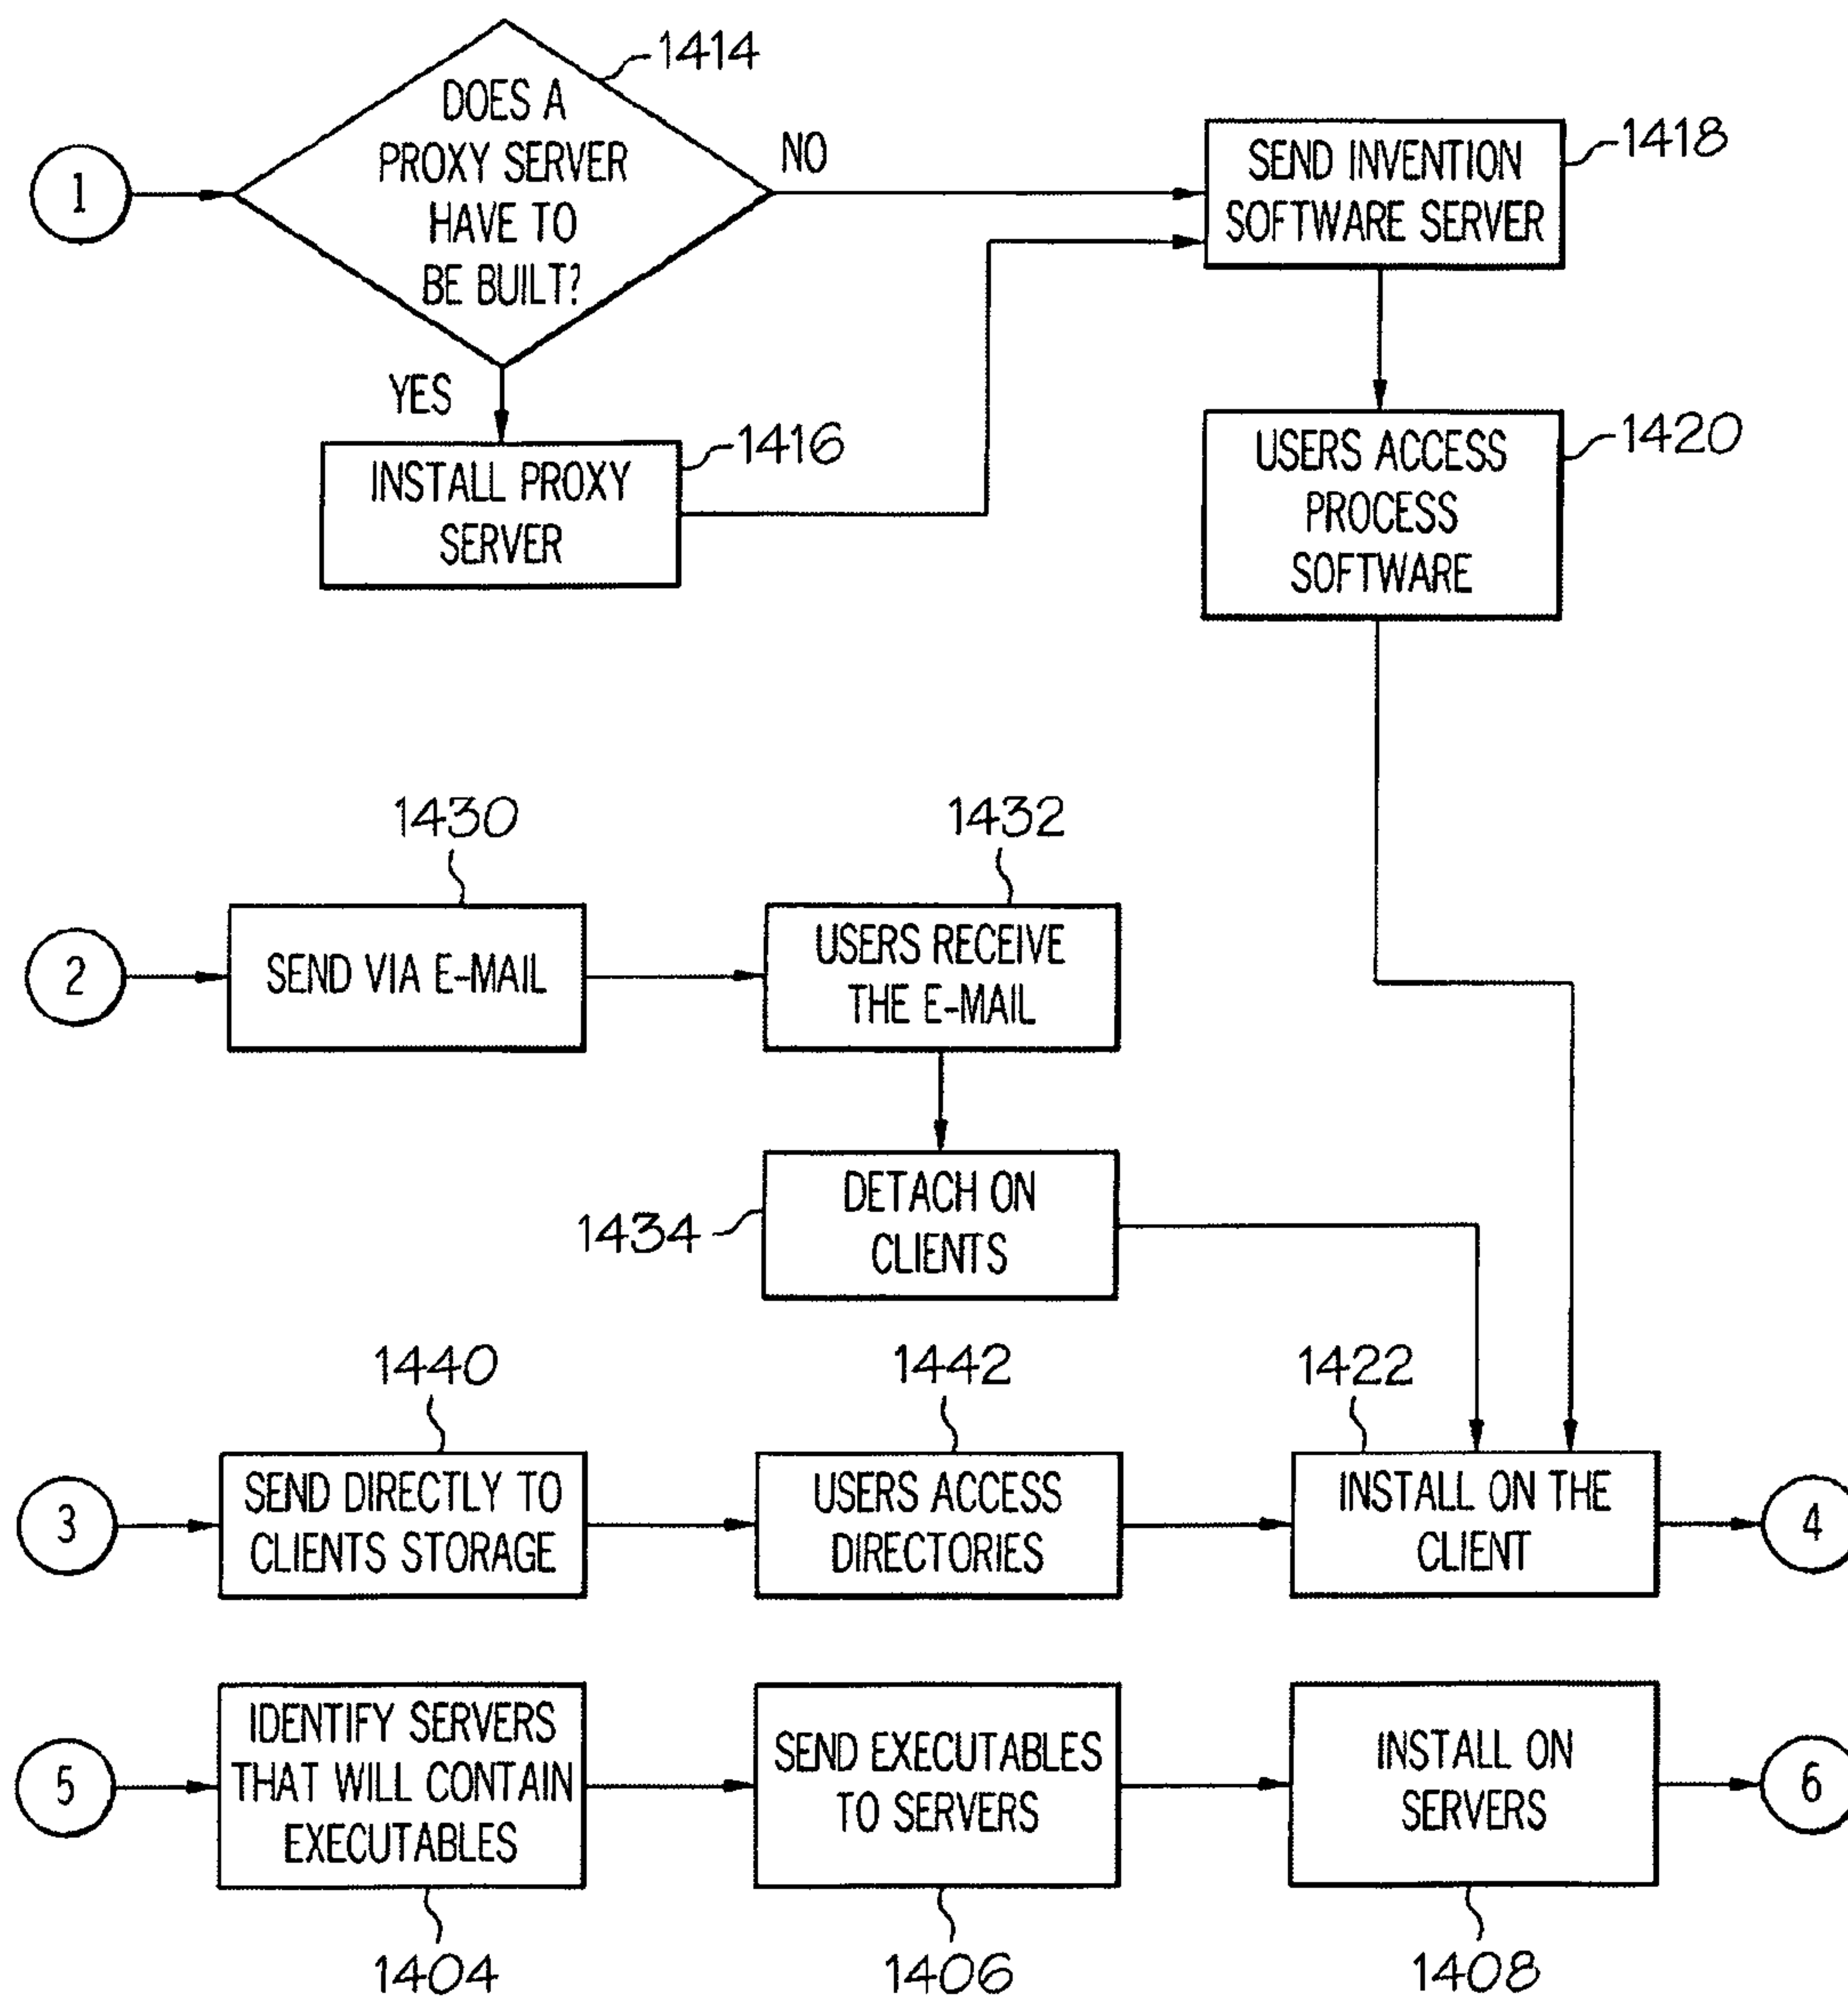 1414
DOES A
PROXY SERVER
HAVE TO
BE BUILT?
1
NO
YES
1416
INSTALL PROXY
SERVER
1418
SEND INVENTION
SOFTWARE SERVER
1420
USERS ACCESS
PROCESS
SOFTWARE
1430
1432
2
SEND VIA E-MAIL
USERS RECEIVE
THE E-MAIL
1434
DETACH ON
CLIENTS
1440
1442
1422
3
SEND DIRECTLY TO
CLIENTS STORAGE
USERS ACCESS
DIRECTORIES
INSTALL ON THE
CLIENT
4
5
IDENTIFY SERVERS
THAT WILL CONTAIN
EXECUTABLES
SEND EXECUTABLES
TO SERVERS
INSTALL ON
SERVERS
6
1404
1406
1408